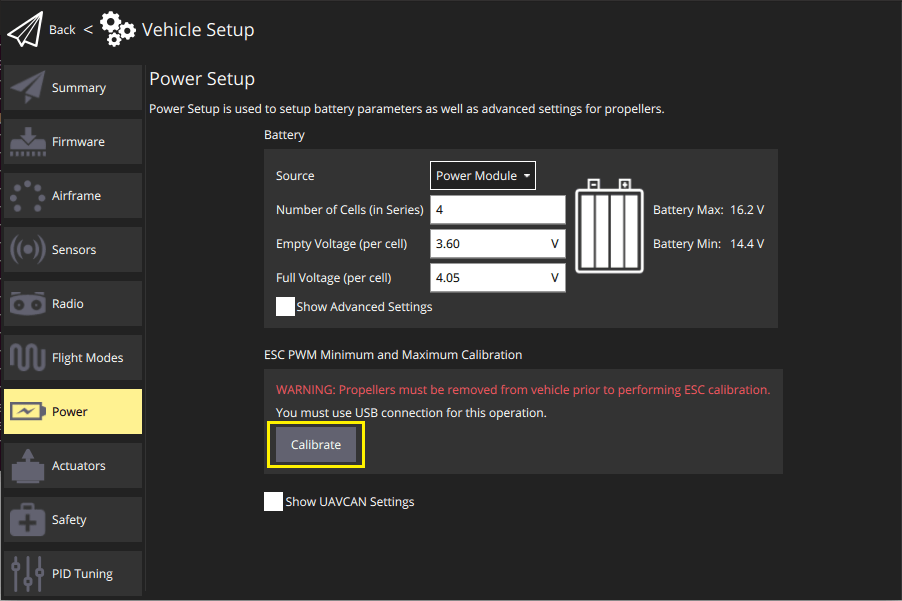 Back < Vehicle Setup
Summary
Firmware
Airframe
Sensors
Radio
Flight Modes
Power
Actuators
Safety
PID Tuning
Power Setup
Power Setup is used to setup battery parameters as well as advanced settings for propellers.
Battery
Source Power Module
Number of Cells (in Series) 4 Battery Max: 16.2 V
Empty Voltage (per cell) 3.60 V Battery Min: 14.4 V
Full Voltage (per cell) 4.05 V
Show Advanced Settings
ESC PWM Minimum and Maximum Calibration
WARNING: Propellers must be removed from vehicle prior to performing ESC calibration.
You must use USB connection for this operation.
Calibrate
Show UAVCAN Settings